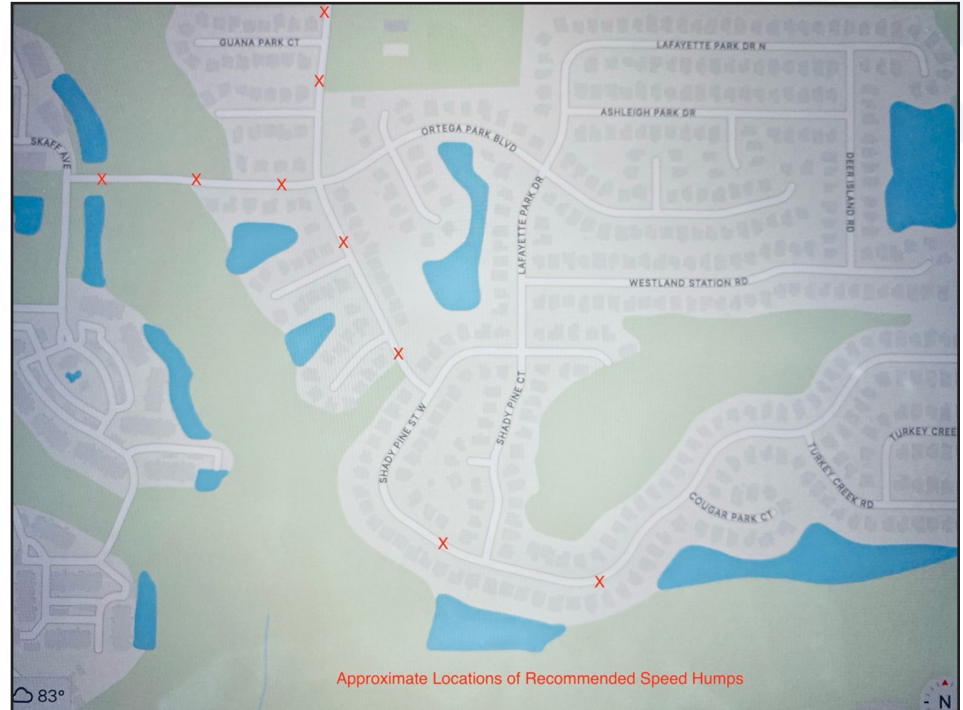 X
GUANA PARK CT
LAFAYETTE PARK DR N
X
ASHLEIGH PARK DR
ORTEGA PARK BLVD
SKAFF AVE
X
X
X
LAFAYETTE PARK DR
DEER ISLAND RD
X
WESTLAND STATION RD
X
SHADY PINE ST W
SHADY PINE CT
TURKEY CREE
TURKEY CREEK RD
COUGAR PARK CT
X
X
Approximate Locations of Recommended Speed Humps
83°
N